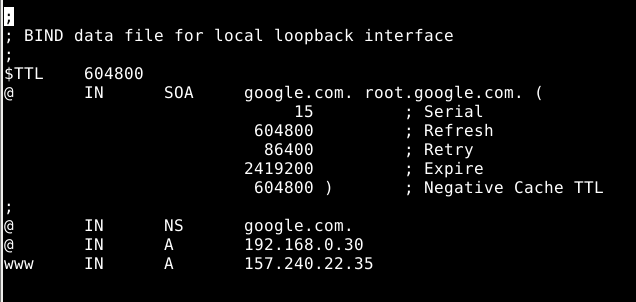 ;
; BIND data file for local loopback interface
;
$TTL    604800
@       IN      SOA     google.com. root.google.com. (
                             15         ; Serial
                         604800         ; Refresh
                          86400         ; Retry
                        2419200         ; Expire
                         604800 )       ; Negative Cache TTL
;
@       IN      NS      google.com.
@       IN      A       192.168.0.30
www     IN      A       157.240.22.35